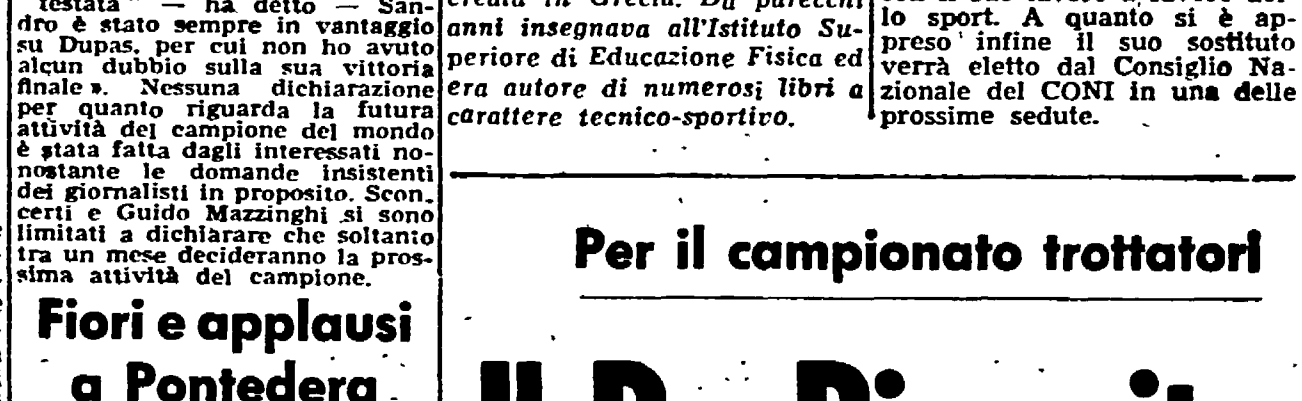 testata" — ha detto — San-
dro è stato sempre in vantaggio
su Dupas, per cui non ho avuto
alcun dubbio sulla sua vittoria
finale ». Nessuna dichiarazione
per quanto riguarda la futura
attività del campione del mondo
è stata fatta dagli interessati no-
nostante le domande insistenti
dei giornalisti in proposito. Scon-
certi e Guido Mazzinghi si sono
limitati a dichiarare che soltanto
tra un mese decideranno la pros-
sima attività del campione.
Fiori e applausi
a Pontedera
anni insegnava all'Istituto Su-
periore di Educazione Fisica ed
era autore di numerosi libri a
carattere tecnico-sportivo.
lo sport. A quanto si è ap-
preso infine il suo sostituto
verrà eletto dal Consiglio Na-
zionale del CONI in una delle
prossime sedute.
Per il campionato trottatori